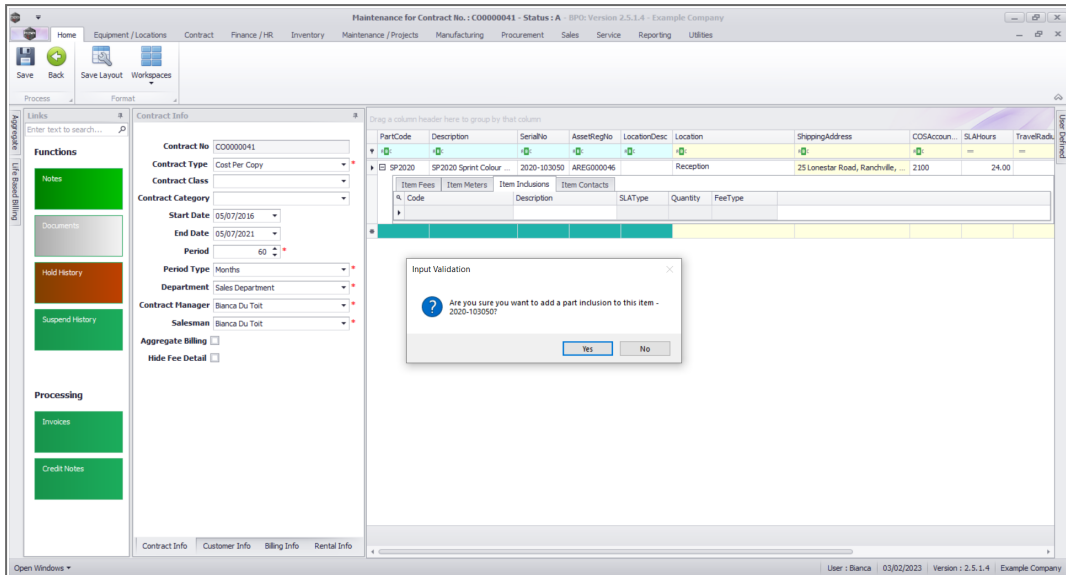 Maintenance for Contract No. : CO0000041 - Status : A - BPO: Version 2.5.1.4 - Example Company
Home Equipment / Locations Contract Finance / HR Inventory Maintenance / Projects Manufacturing Procurement Sales Service Reporting Utilities
Save Back Save Layout Workspaces
Process Format
Links
Enter text to search...
Functions
Notes
Documents
Hold History
Suspend History
Processing
Invoices
Credit Notes
Aggregate
Life Based Billing
Contract Info
Contract No CO0000041
Contract Type Cost Per Copy *
Contract Class
Contract Category
Start Date 05/07/2016
End Date 05/07/2021
Period 60 *
Period Type Months *
Department Sales Department *
Contract Manager Bianca Du Toit *
Salesman Bianca Du Toit *
Aggregate Billing
Hide Fee Detail
Contract Info Customer Info Billing Info Rental Info
Drag a column header here to group by that column
PartCode Description SerialNo AssetRegNo LocationDesc Location ShippingAddress COSAccoun... SLAHours TravelRadiu
SP2020 SP2020 Sprint Colour ... 2020-103050 AREG000046 Reception 25 Lonestar Road, Ranchville, ... 2100 24.00
Item Fees Item Meters Item Inclusions Item Contacts
Code Description SLAType Quantity FeeType
Input Validation
Are you sure you want to add a part inclusion to this item -
2020-103050?
Yes No
User Defined
Open Windows
User : Bianca 03/02/2023 Version : 2.5.1.4 Example Company